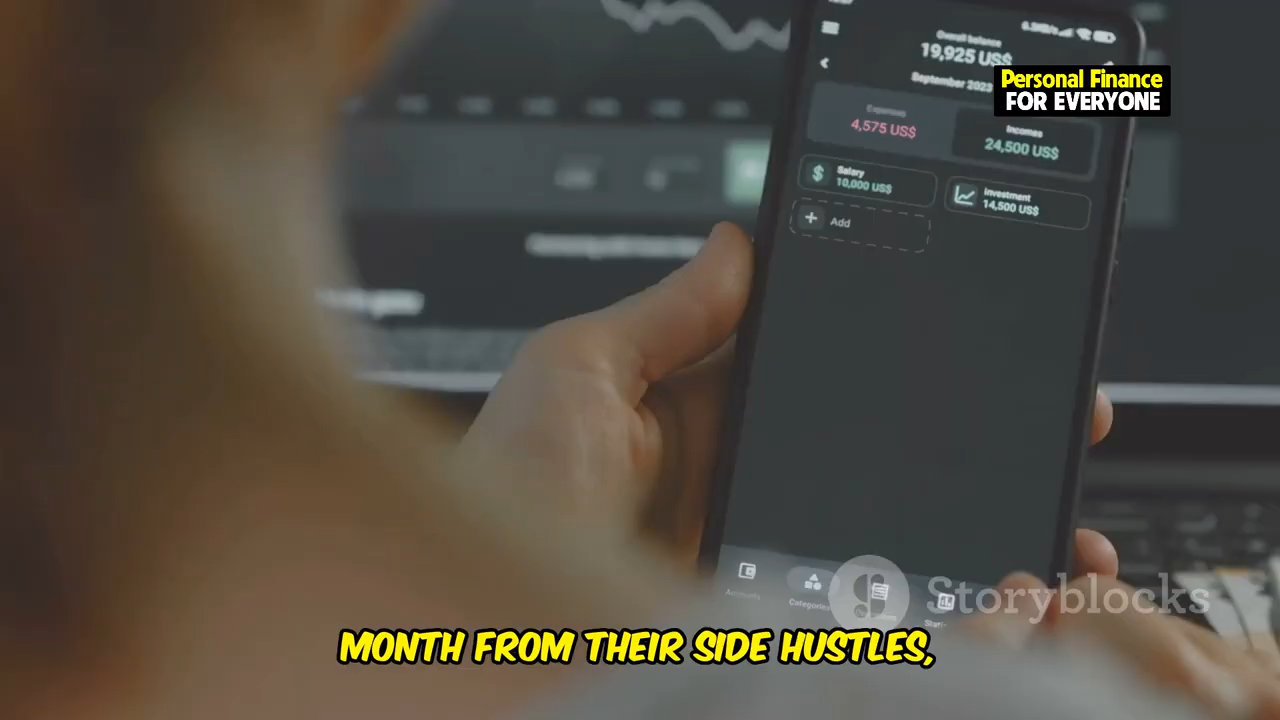 Overall balance
19,925 US$
September 2023
Personal Finance
FOR EVERYONE
Expenses
4,575 US$
Incomes
24,500 US$
Salary
10,000 US$
Investment
14,500 US$
Add
Accounts
Categories
Storyblocks
MONTH FROM THEIR SIDE HUSTLES,